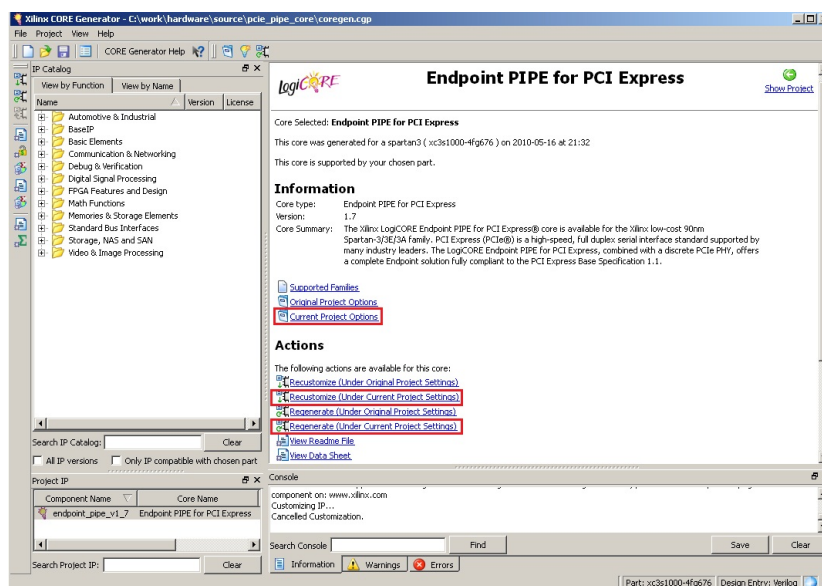 Xilinx CORE Generator - C:\work\hardware\source\pcie_pipe_core\coregen.cgp
File Project View Help
CORE Generator Help
IP Catalog
View by Function View by Name
Name Version License
Automotive & Industrial
BaseIP
Basic Elements
Communication & Networking
Debug & Verification
Digital Signal Processing
FPGA Features and Design
Math Functions
Memories & Storage Elements
Standard Bus Interfaces
Storage, NAS and SAN
Video & Image Processing
Search IP Catalog: Clear
All IP versions Only IP compatible with chosen part
Project IP
Component Name Core Name
endpoint_pipe_v1_7 Endpoint PIPE for PCI Express
Search Project IP: Clear
logiCORE
Endpoint PIPE for PCI Express
Show Project
Core Selected: Endpoint PIPE for PCI Express
This core was generated for a spartan3 ( xc3s1000-4fg676 ) on 2010-05-16 at 21:32
This core is supported by your chosen part.
Information
Core type: Endpoint PIPE for PCI Express
Version: 1.7
Core Summary: The Xilinx LogiCORE Endpoint PIPE for PCI Express® core is available for the Xilinx low-cost 90nm
Spartan-3/3E/3A family. PCI Express (PCIe®) is a high-speed, full duplex serial interface standard supported by
many industry leaders. The LogiCORE Endpoint PIPE for PCI Express, combined with a discrete PCIe PHY, offers
a complete Endpoint solution fully compliant to the PCI Express Base Specification 1.1.
Supported Families
Original Project Options
Current Project Options
Actions
The following actions are available for this core:
Recustomize (Under Original Project Settings)
Recustomize (Under Current Project Settings)
Regenerate (Under Original Project Settings)
Regenerate (Under Current Project Settings)
View Readme File
View Data Sheet
Console
component on: www.xilinx.com
Customizing IP...
Cancelled Customization.
Search Console Find Save Clear
Information Warnings Errors
Part: xc3s1000-4fg676 Design Entry: Verilog